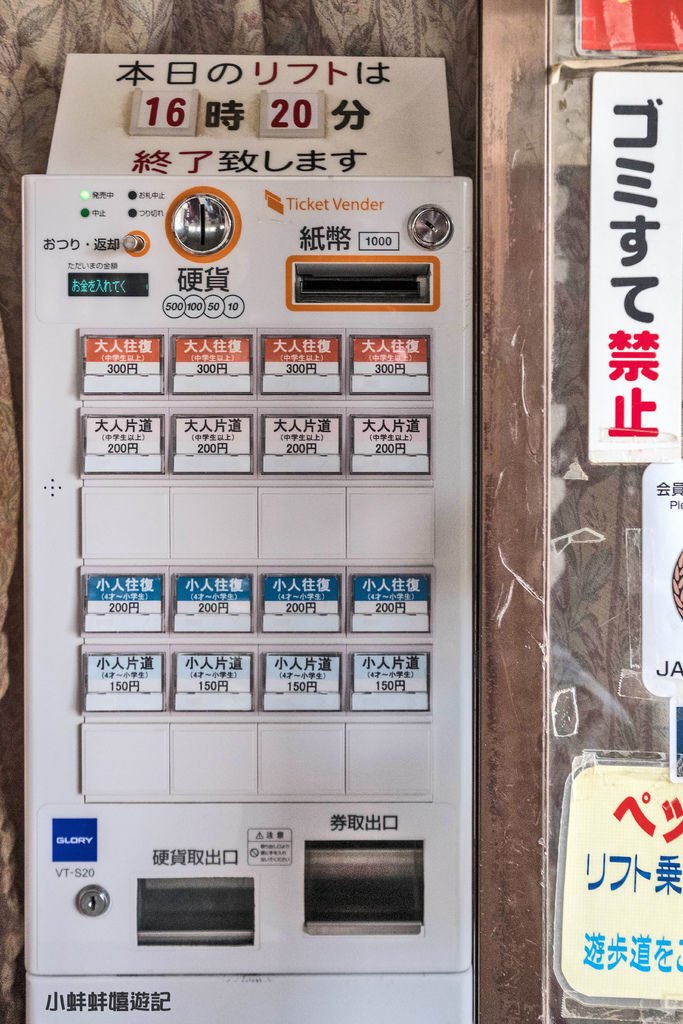 本日のリフトは
16 時 20 分
終了致します
発売中 お札中止
中止 つり切れ
おつり・返却
ただいまの金額
お金を入れてく
硬貨
500 100 50 10
Ticket Vender
紙幣 1000
大人往復 大人往復 大人往復 大人往復
(中学生以上) (中学生以上) (中学生以上) (中学生以上)
300円 300円 300円 300円
大人片道 大人片道 大人片道 大人片道
(中学生以上) (中学生以上) (中学生以上) (中学生以上)
200円 200円 200円 200円
小人往復 小人往復 小人往復 小人往復
(4才〜小学生) (4才〜小学生) (4才〜小学生) (4才〜小学生)
200円 200円 200円 200円
小人片道 小人片道 小人片道 小人片道
(4才〜小学生) (4才〜小学生) (4才〜小学生) (4才〜小学生)
150円 150円 150円 150円
GLORY
VT-S20
硬貨取出口
注意
券取出口
小蚌蚌嬉遊記
ゴミすて禁止
会員
Ple
JA
ペッ
リフト乗
遊歩道をご